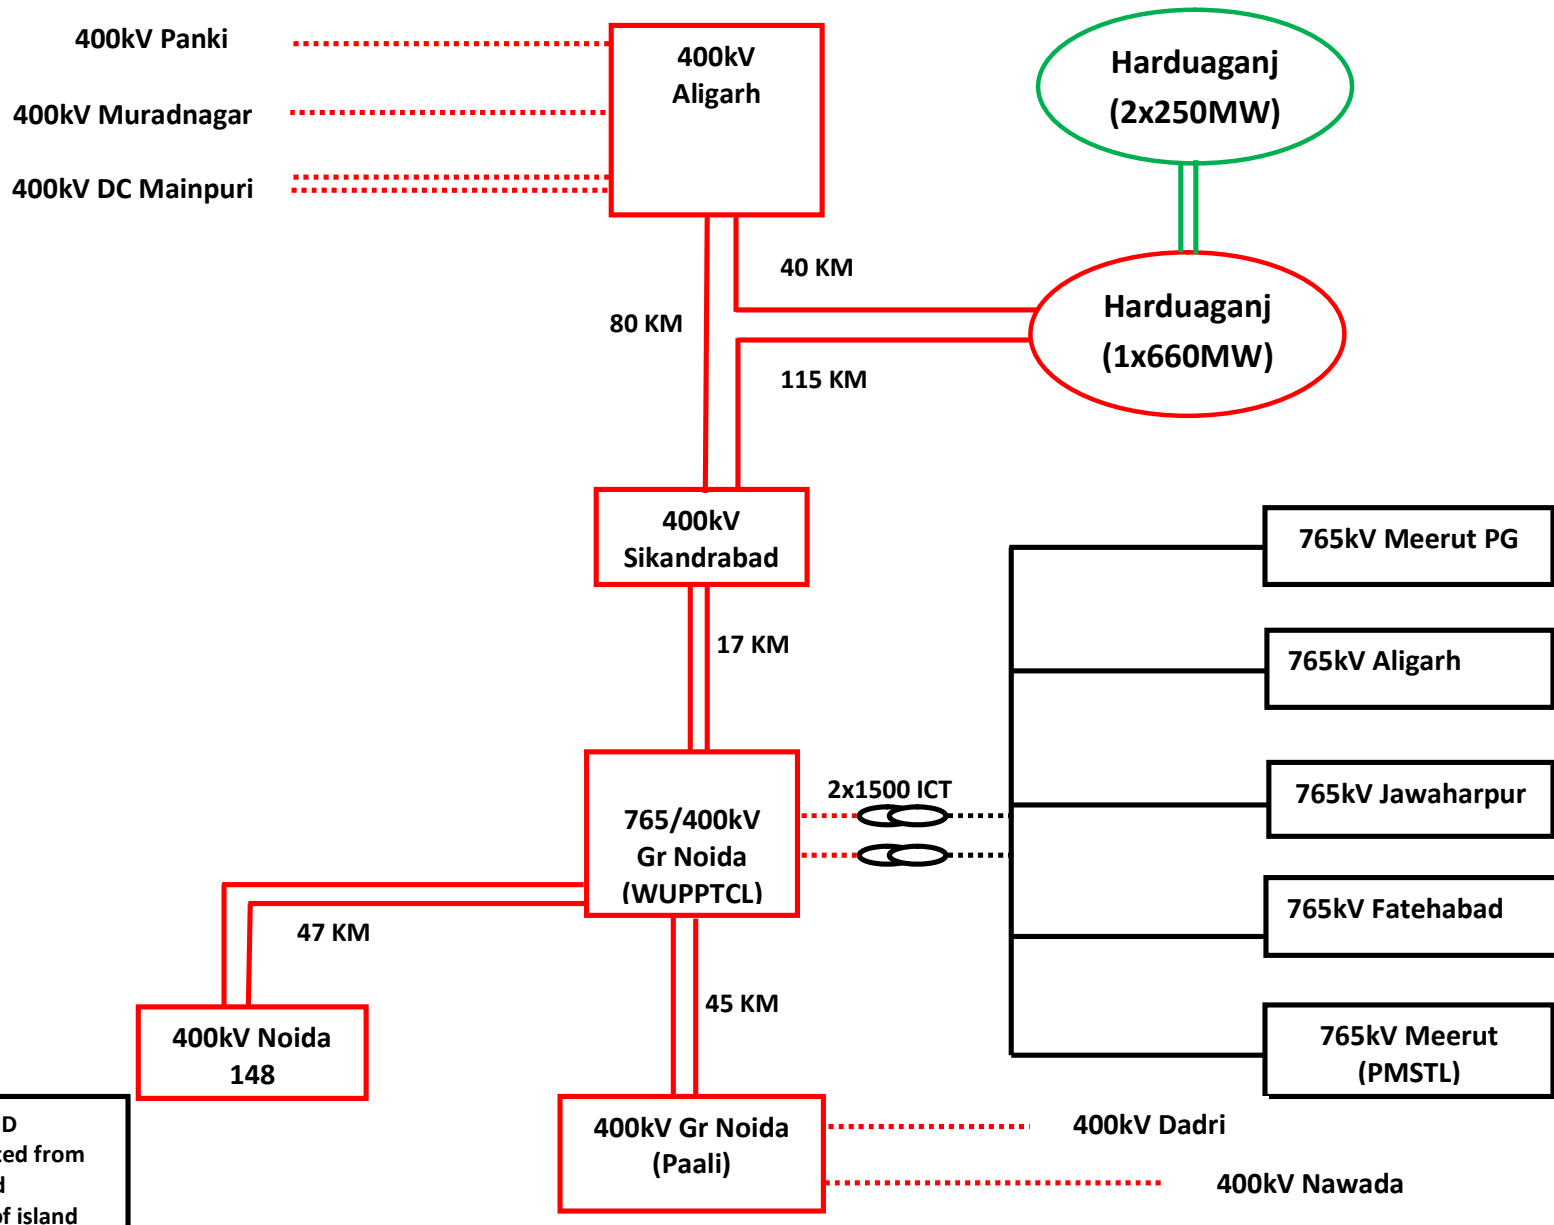 400kV Panki
400kV Muradnagar
400kV DC Mainpuri
400kV
Aligarh
Harduaganj
(2x250MW)
40 KM
80 KM
Harduaganj
(1x660MW)
115 KM
400kV
Sikandrabad
17 KM
765kV Meerut PG
765kV Aligarh
765kV Jawaharpur
765kV Fatehabad
765kV Meerut
(PMSTL)
2x1500 ICT
765/400kV
Gr Noida
(WUPPTCL)
47 KM
45 KM
400kV Noida
148
400kV Gr Noida
(Paali)
400kV Dadri
400kV Nawada
from
of island